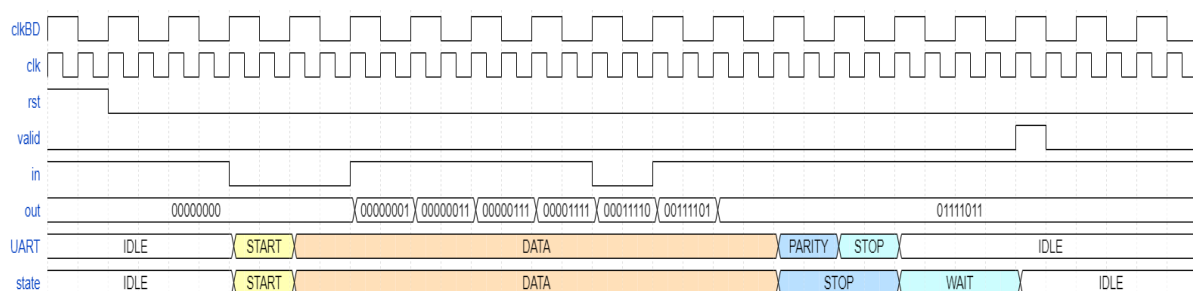 clkBD
clk
rst
valid
in
out 00000000 00000001 00000011 00000111 00001111 00011110 00111101 01111011
UART IDLE START DATA PARITY STOP IDLE
state IDLE START DATA STOP WAIT IDLE